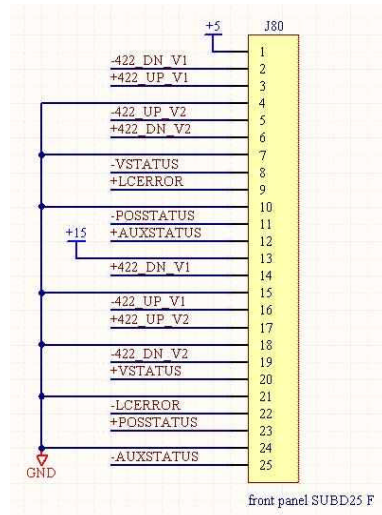 +5 J80
1
-422_DN_V1 2
+422_UP_V1 3
4
-422_UP_V2 5
+422_DN_V2 6
7
-VSTATUS 8
+LCERROR 9
10
-POSSTATUS 11
+15 +AUXSTATUS 12
13
+422_DN_V1 14
15
-422_UP_V1 16
+422_UP_V2 17
18
-422_DN_V2 19
+VSTATUS 20
21
-LCERROR 22
+POSSTATUS 23
24
GND -AUXSTATUS 25
front panel SUBD25 F